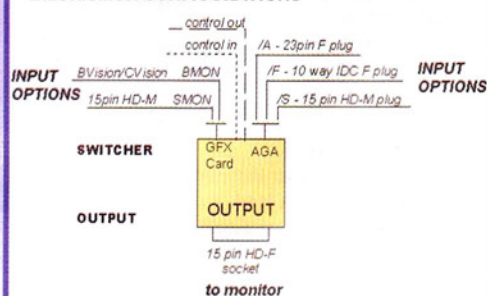 control out
control in
/A - 23pin F plug
INPUT OPTIONS
BVision/CVision BMON
/F - 10 way IDC F plug
INPUT OPTIONS
15pin HD-M SMON
/S - 15 pin HD-M plug
SWITCHER
GFX Card
AGA
OUTPUT
OUTPUT
15 pin HD-F
socket
to monitor